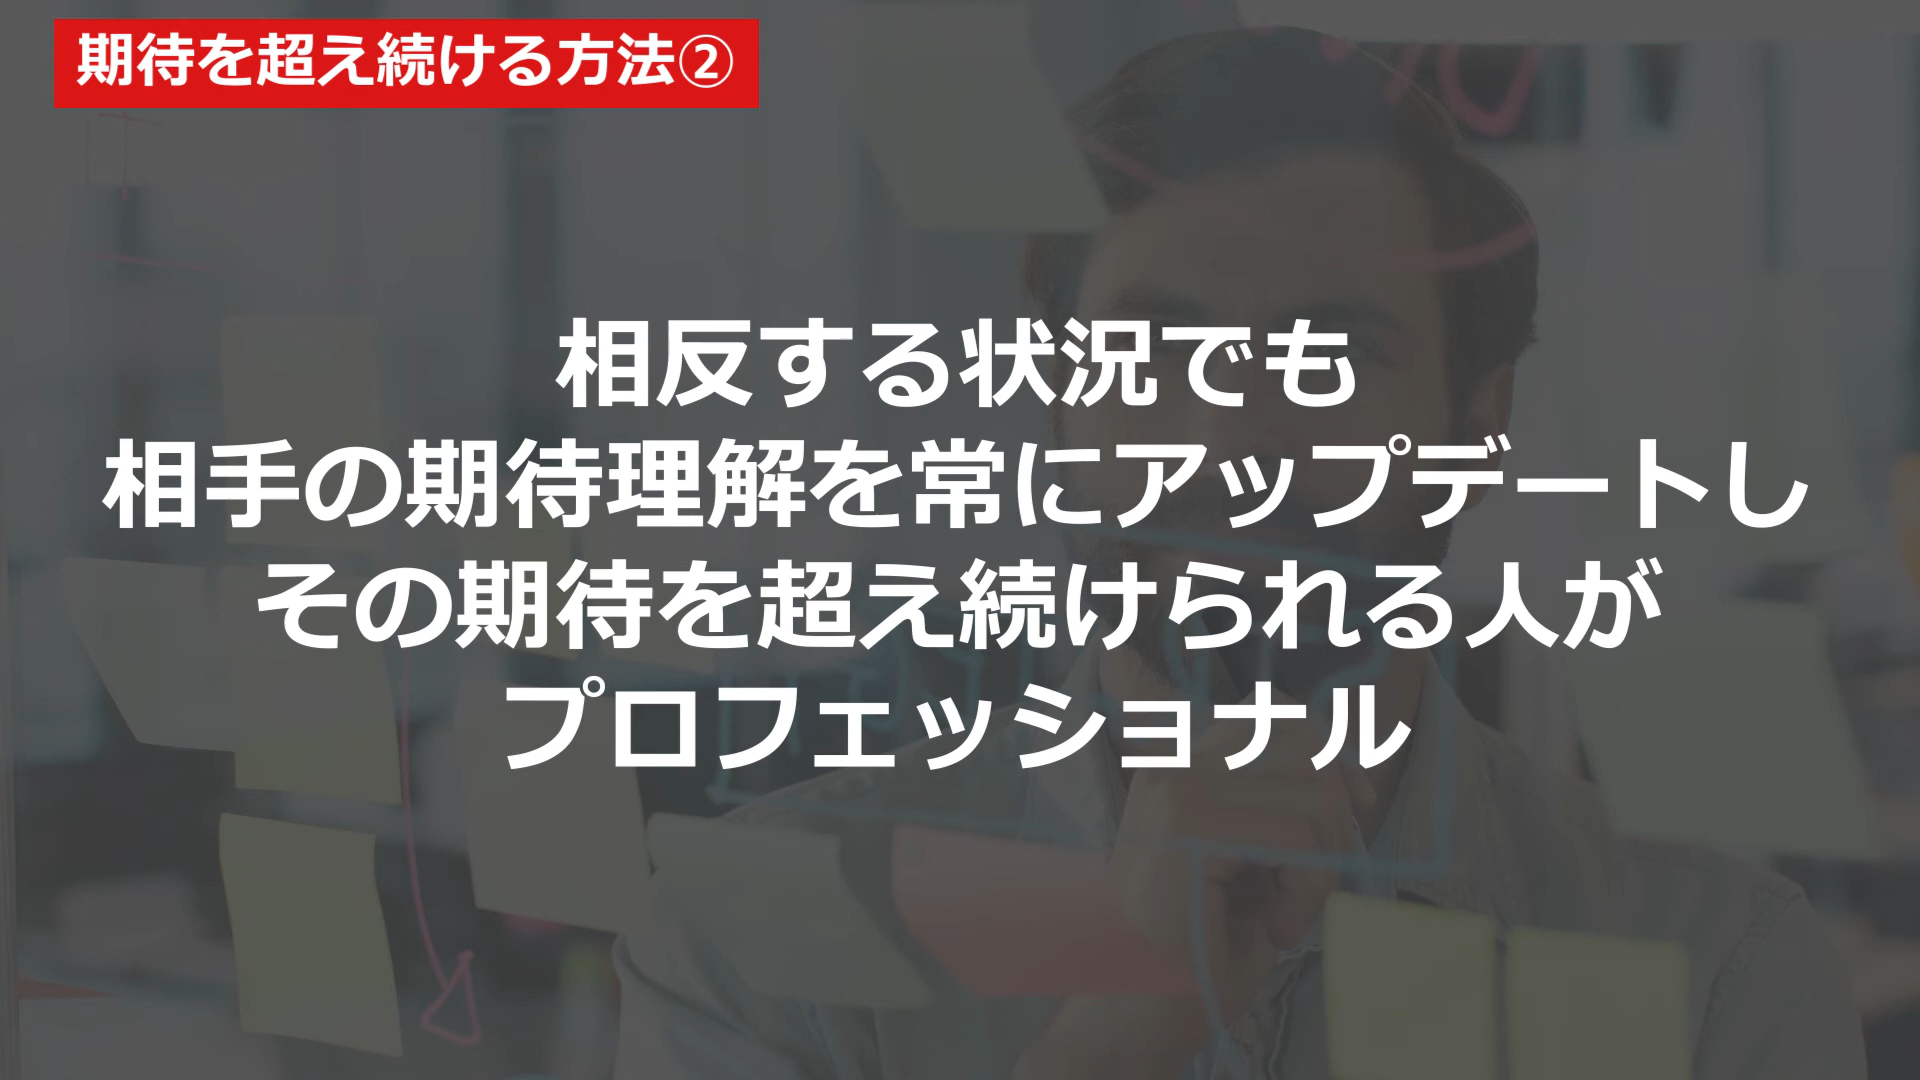 期待を超え続ける方法②
相反する状況でも
相手の期待理解を常にアップデートし
その期待を超え続けられる人が
プロフェッショナル